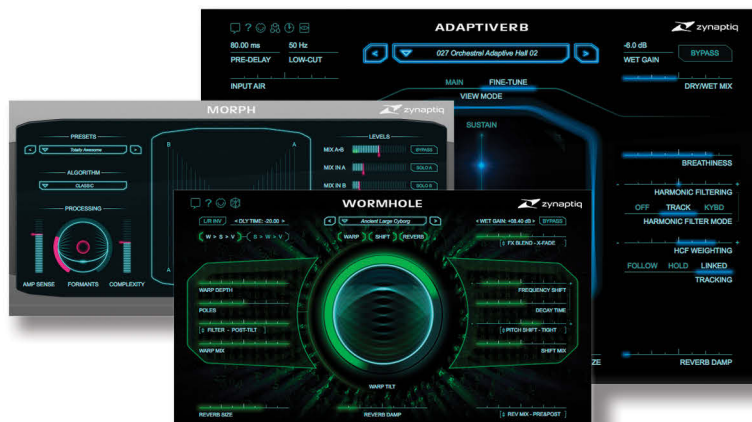 ADAPTIVERB
zynaptiq
80.00 ms
50 Hz
PRE-DELAY
LOW-CUT
027 Orchestral Adaptive Hall 02
-6.0 dB
WET GAIN
BYPASS
INPUT AIR
MAIN
FINE-TUNE
VIEW MODE
DRY/WET MIX
SUSTAIN
BREATHINESS
HARMONIC FILTERING
OFF TRACK KYBD
HARMONIC FILTER MODE
HCF WEIGHTING
FOLLOW HOLD LINKED
TRACKING
ZE
REVERB DAMP
MORPH
zynaptiq
PRESETS
Totally Awesome
ALGORITHM
CLASSIC
PROCESSING
AMP SENSE
FORMANTS
COMPLEXITY
B
A
A
LEVELS
MIX A-B
BYPASS
MIX IN A
SOLO A
MIX IN B
SOLO B
WORMHOLE
zynaptiq
L/R INV
< DLY TIME: -20.00 >
Ancient Large Cyborg
< WET GAIN: +08.40 dB >
BYPASS
W > S > V
S > W > V
WARP
SHIFT
REVERB
FX BLEND - X-FADE
WARP DEPTH
FREQUENCY SHIFT
POLES
DECAY TIME
FILTER - POST-TILT
PITCH SHIFT - TIGHT
WARP MIX
SHIFT MIX
WARP TILT
REVERB SIZE
REVERB DAMP
REV MIX - PRE&POST